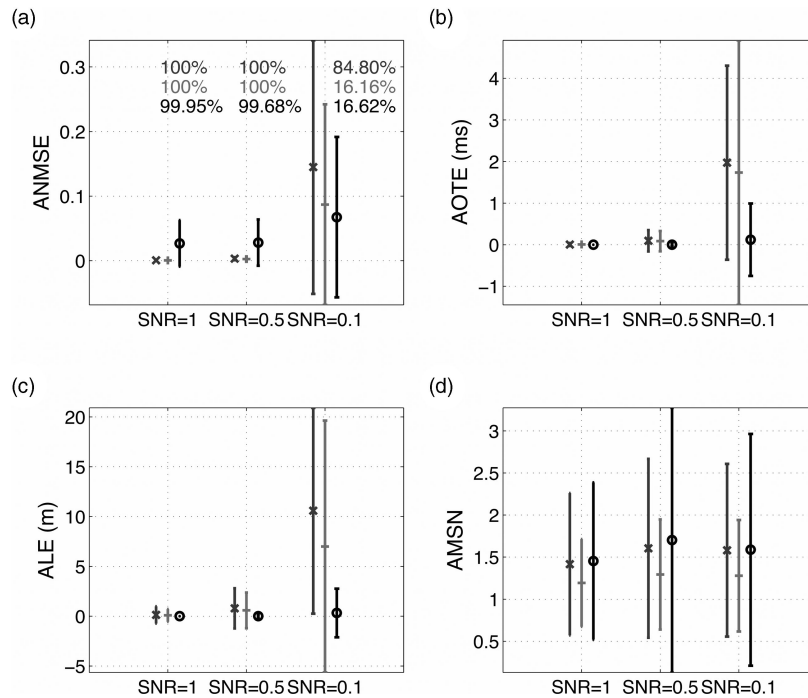 (a)
ANMSE
0.3
0.2
0.1
0
100% 100% 84.80%
100% 100% 16.16%
99.95% 99.68% 16.62%
SNR=1 SNR=0.5 SNR=0.1
(b)
AOTE (ms)
4
3
2
1
0
−1
SNR=1 SNR=0.5 SNR=0.1
(c)
ALE (m)
20
15
10
5
0
−5
SNR=1 SNR=0.5 SNR=0.1
(d)
AMSN
3
2.5
2
1.5
1
0.5
SNR=1 SNR=0.5 SNR=0.1